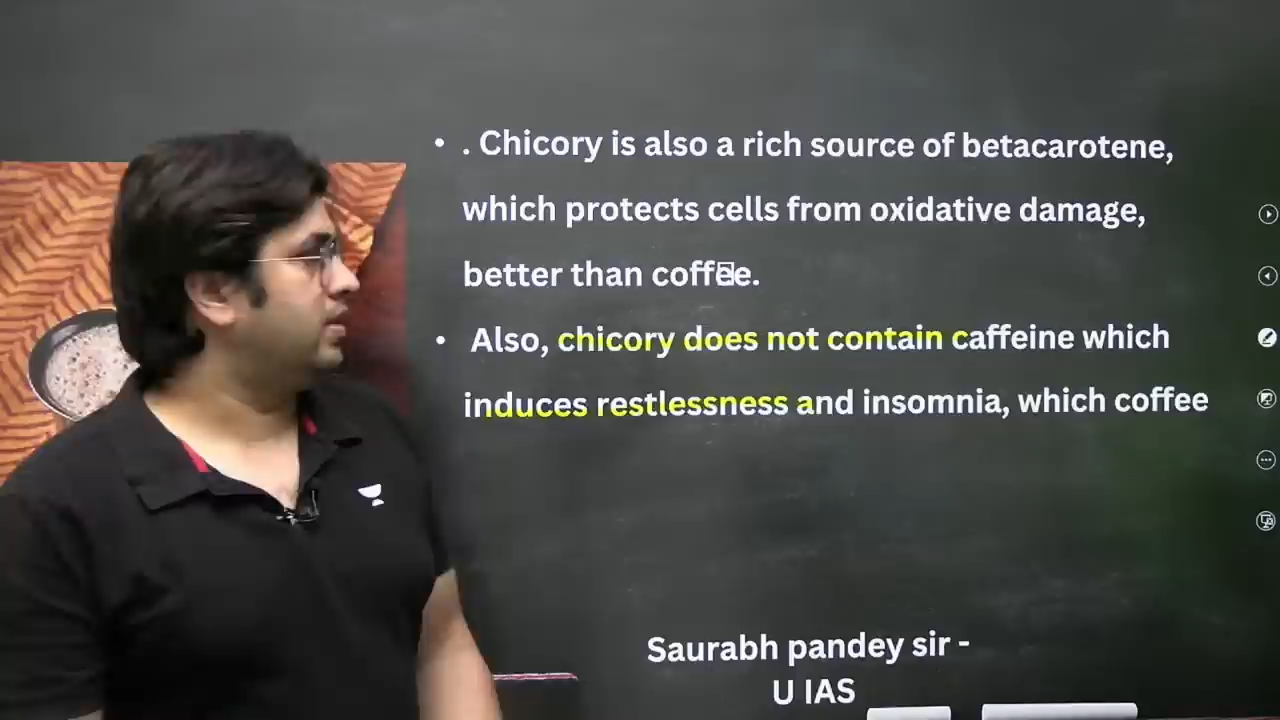 • . Chicory is also a rich source of betacarotene,
which protects cells from oxidative damage,
better than coffee.
• Also, chicory does not contain caffeine which
induces restlessness and insomnia, which coffee
Saurabh pandey sir -
U IAS